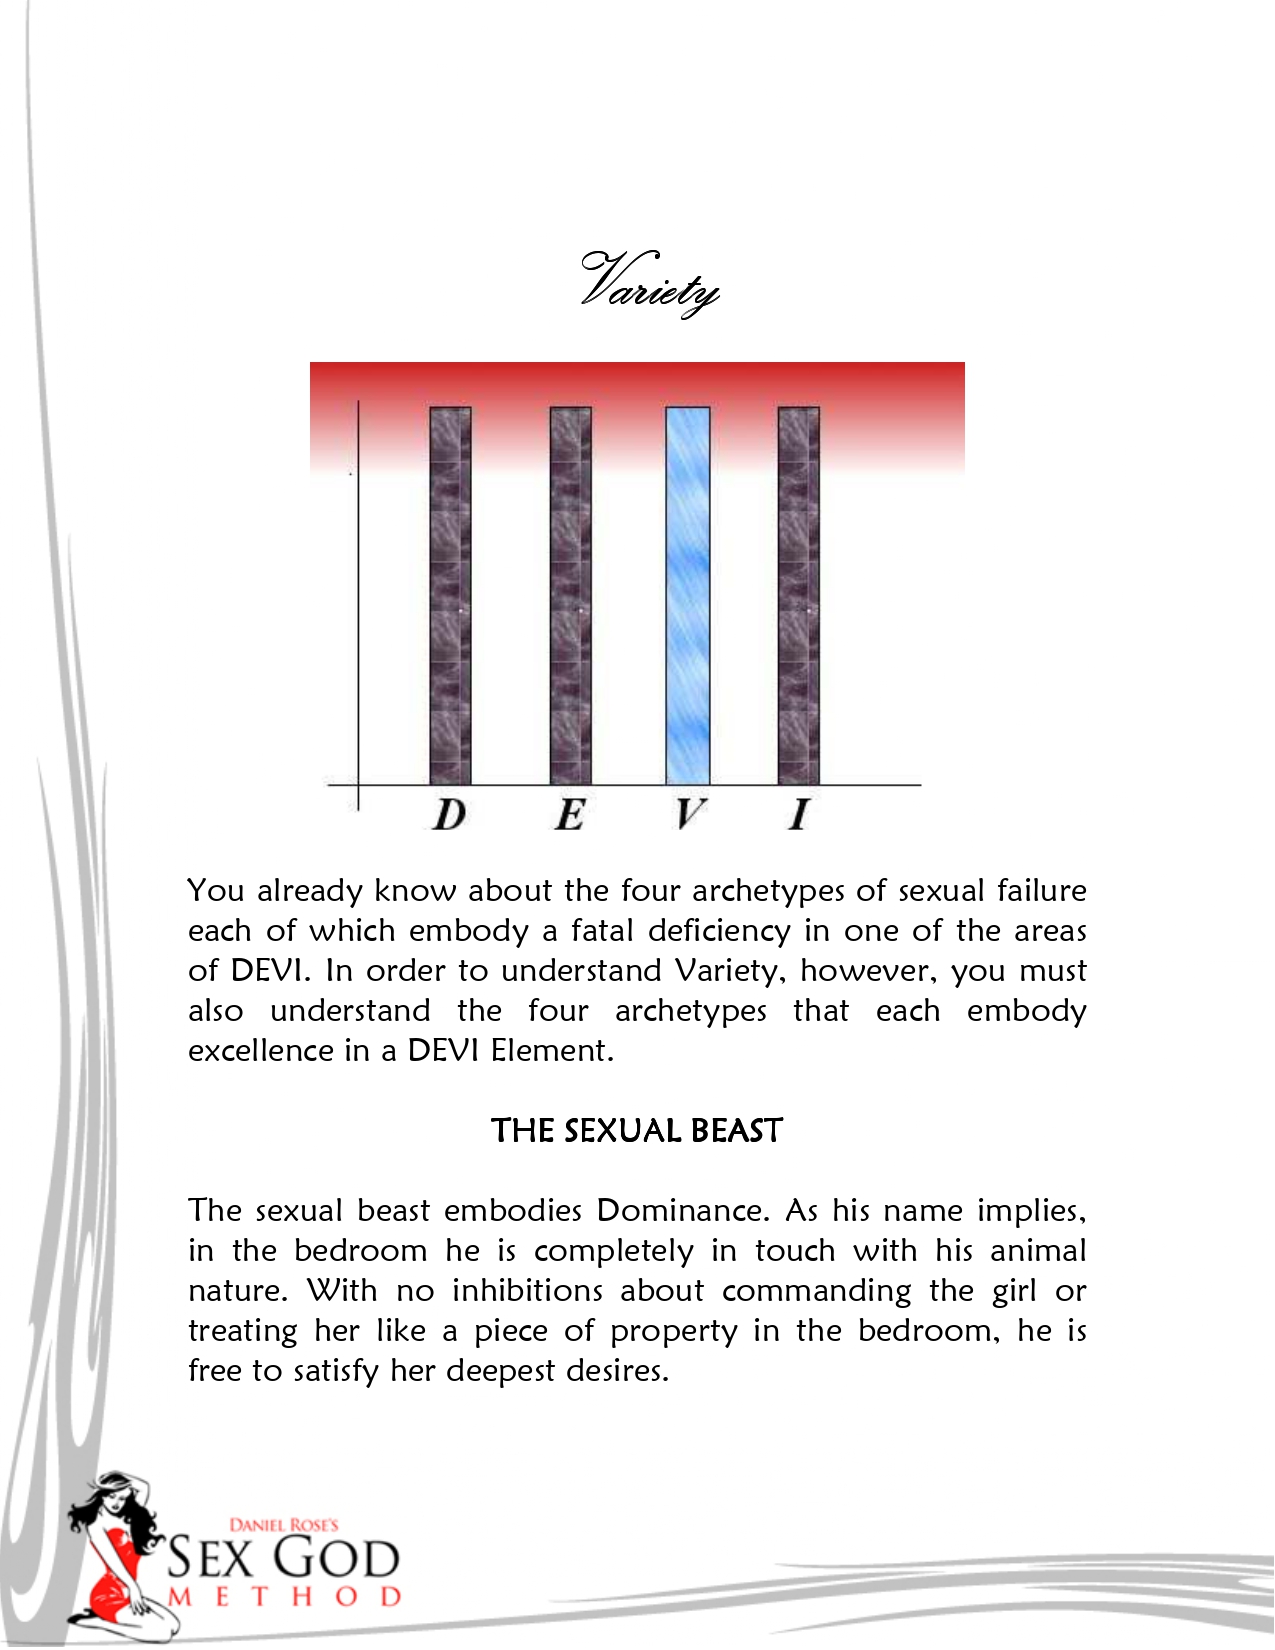 Variety
D E V I
You already know about the four archetypes of sexual failure
each of which embody a fatal deficiency in one of the areas
of DEVI. In order to understand Variety, however, you must
also understand the four archetypes that each embody
excellence in a DEVI Element.
THE SEXUAL BEAST
The sexual beast embodies Dominance. As his name implies,
in the bedroom he is completely in touch with his animal
nature. With no inhibitions about commanding the girl or
treating her like a piece of property in the bedroom, he is
free to satisfy her deepest desires.
DANIEL ROSE'S
SEX GOD
METHOD